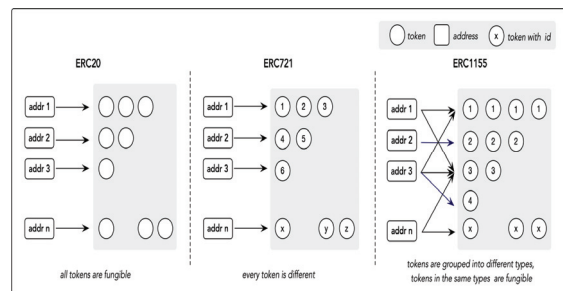 token address x token with id
ERC20
addr 1
addr 2
addr 3
addr n
all tokens are fungible
ERC721
addr 1 1 2 3
addr 2 4 5
addr 3 6
addr n x y z
every token is different
ERC1155
addr 1 1 1 1 1
addr 2 2 2 2
addr 3 3 3
4
addr n x x x
tokens are grouped into different types,
tokens in the same types are fungible